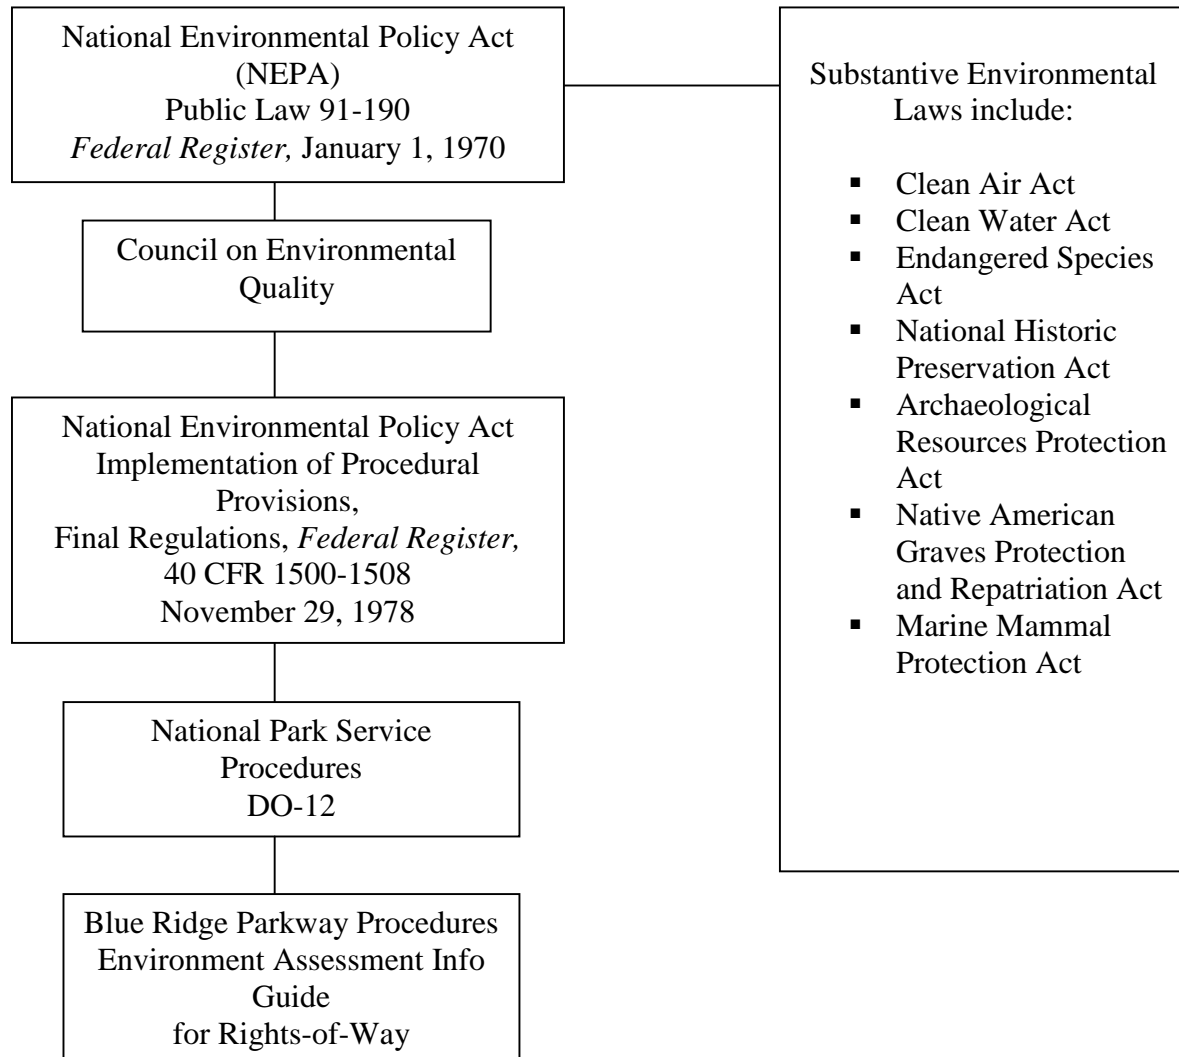 National Environmental Policy Act
(NEPA)
Public Law 91-190
Federal Register, January 1, 1970
Council on Environmental
Quality
National Environmental Policy Act
Implementation of Procedural
Provisions,
Final Regulations, Federal Register,
40 CFR 1500-1508
November 29, 1978
National Park Service
Procedures
DO-12
Blue Ridge Parkway Procedures
Environment Assessment Info
Guide
for Rights-of-Way
Substantive Environmental
Laws include:
▪ Clean Air Act
▪ Clean Water Act
▪ Endangered Species
Act
▪ National Historic
Preservation Act
▪ Archaeological
Resources Protection
Act
▪ Native American
Graves Protection
and Repatriation Act
▪ Marine Mammal
Protection Act